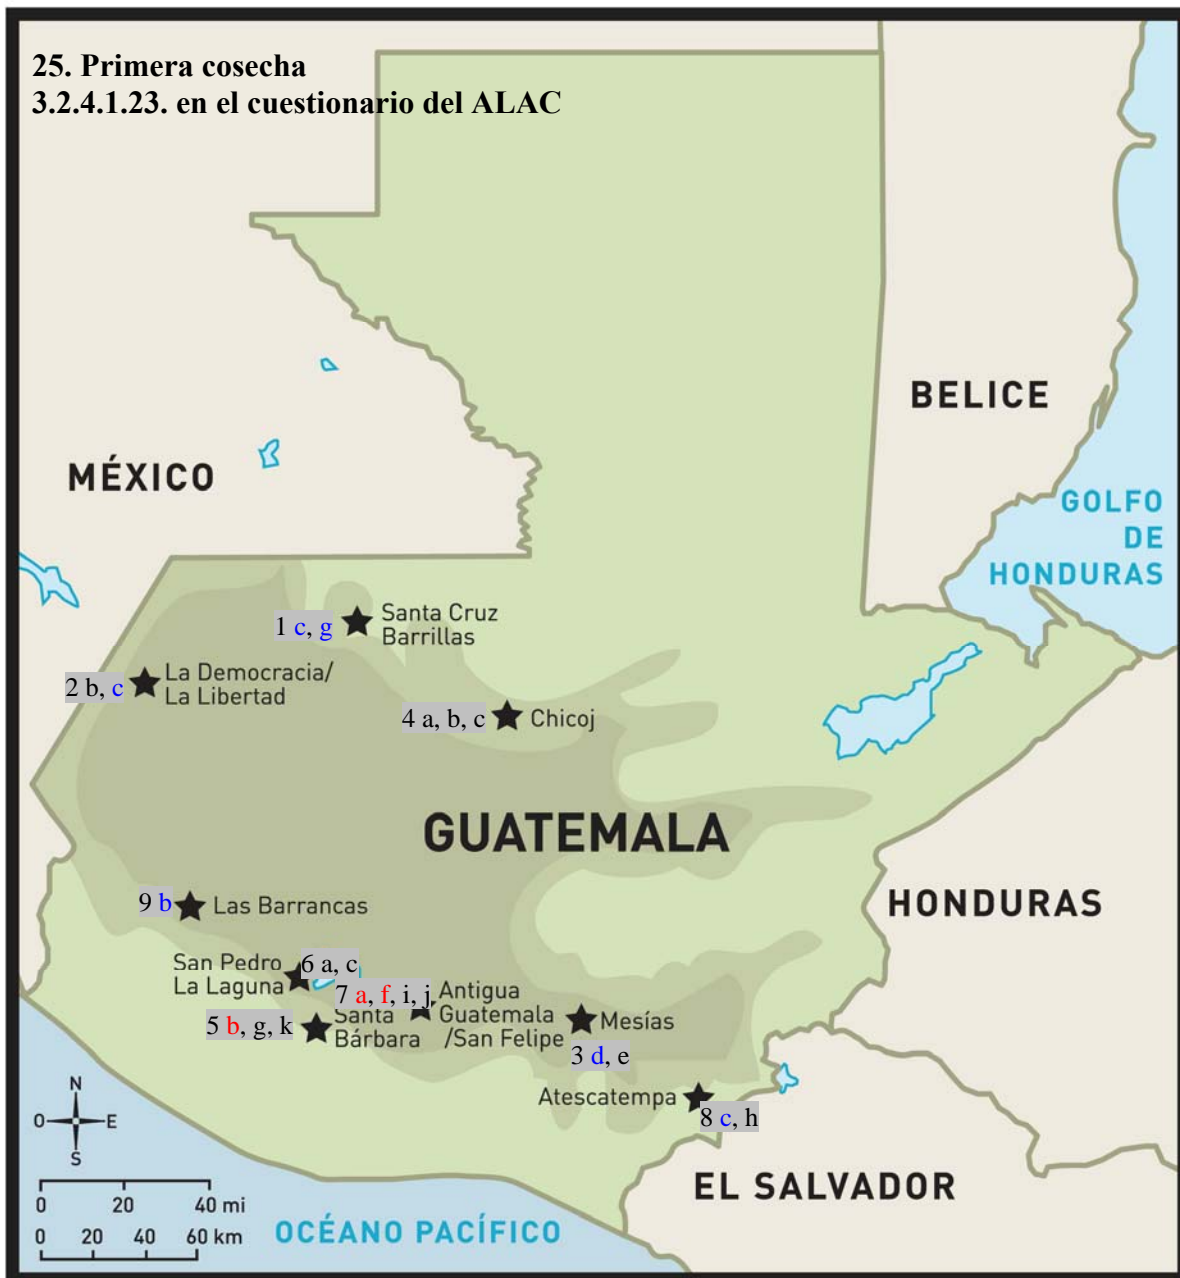 25. Primera cosecha
3.2.4.1.23. en el cuestionario del ALAC
BELICE
MÉXICO
GOLFO
DE
HONDURAS
1 c, g
Santa Cruz
Barrillas
2 b, c
La Democracia/
La Libertad
4 a, b, c
Chicoj
GUATEMALA
HONDURAS
9 b
Las Barrancas
San Pedro
La Laguna
6 a, c
7 a, f, i, j
Antigua
Guatemala
/San Felipe
5 b, g, k
Santa
Bárbara
Mesías
3 d, e
Atescatempa
8 c, h
N
O
E
S
EL SALVADOR
0 20 40 mi
0 20 40 60 km
OCÉANO PACÍFICO